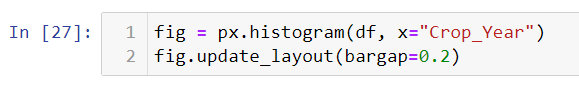 In [27]: 1 fig = px.histogram(df, x="Crop_Year")
2 fig.update_layout(bargap=0.2)